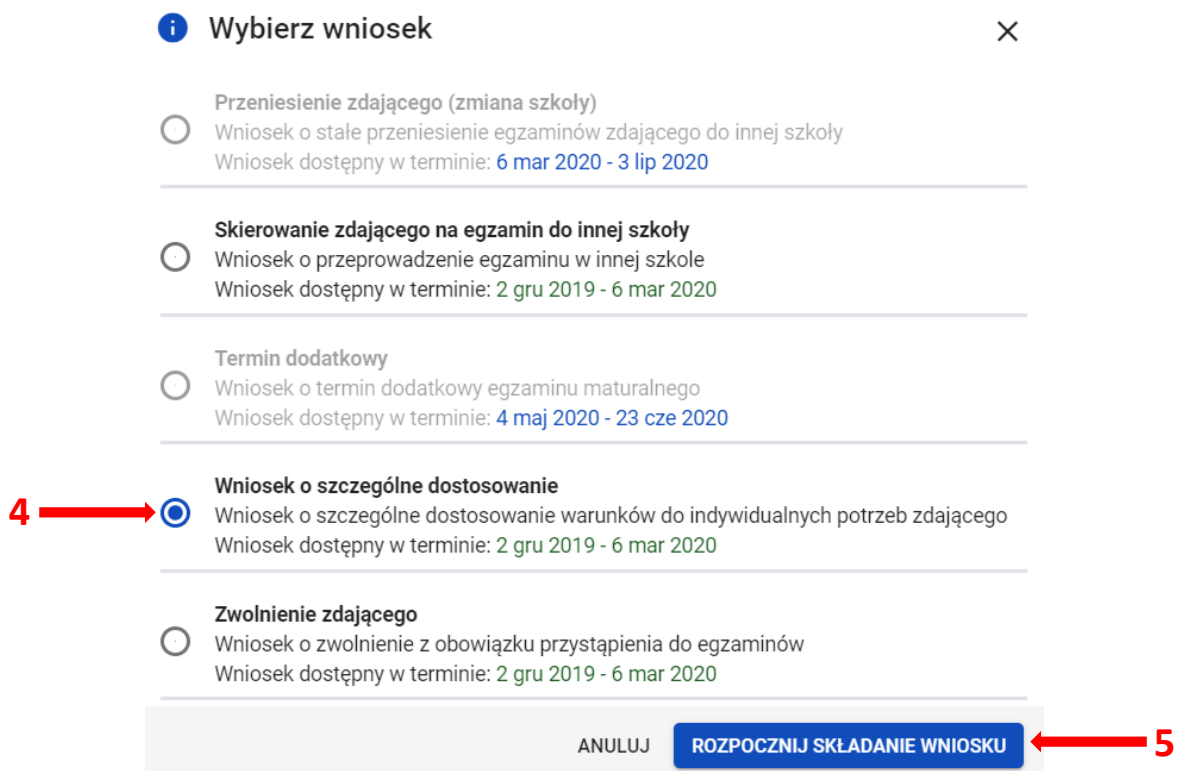 Wybierz wniosek
Przeniesienie zdającego (zmiana szkoły)
Wniosek o stałe przeniesienie egzaminów zdającego do innej szkoły
Wniosek dostępny w terminie: 6 mar 2020 - 3 lip 2020
Skierowanie zdającego na egzamin do innej szkoły
Wniosek o przeprowadzenie egzaminu w innej szkole
Wniosek dostępny w terminie: 2 gru 2019 - 6 mar 2020
Termin dodatkowy
Wniosek o termin dodatkowy egzaminu maturalnego
Wniosek dostępny w terminie: 4 maj 2020 - 23 cze 2020
Wniosek o szczególne dostosowanie
4
Wniosek o szczególne dostosowanie warunków do indywidualnych potrzeb zdającego
Wniosek dostępny w terminie: 2 gru 2019 - 6 mar 2020
Zwolnienie zdającego
Wniosek o zwolnienie z obowiązku przystąpienia do egzaminów
Wniosek dostępny w terminie: 2 gru 2019 - 6 mar 2020
ANULUJ ROZPOCZNIJ SKŁADANIE WNIOSKU 5